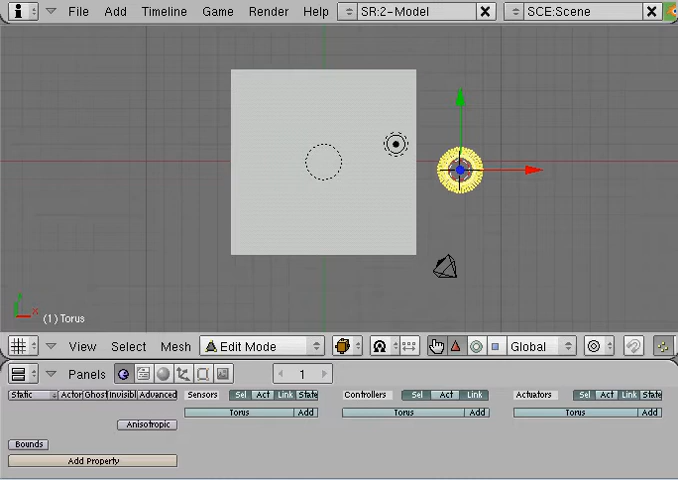 File Add Timeline Game Render Help SR:2-Model SCE:Scene
x
(1) Torus
View Select Mesh Edit Mode Global
Panels 1
Static Actor Ghost Invisibl Advanced Sensors Sel Act Link State Controllers Sel Act Link Actuators Sel Act Link State
Torus Add Torus Add Torus Add
Anisotropic
Bounds
Add Property